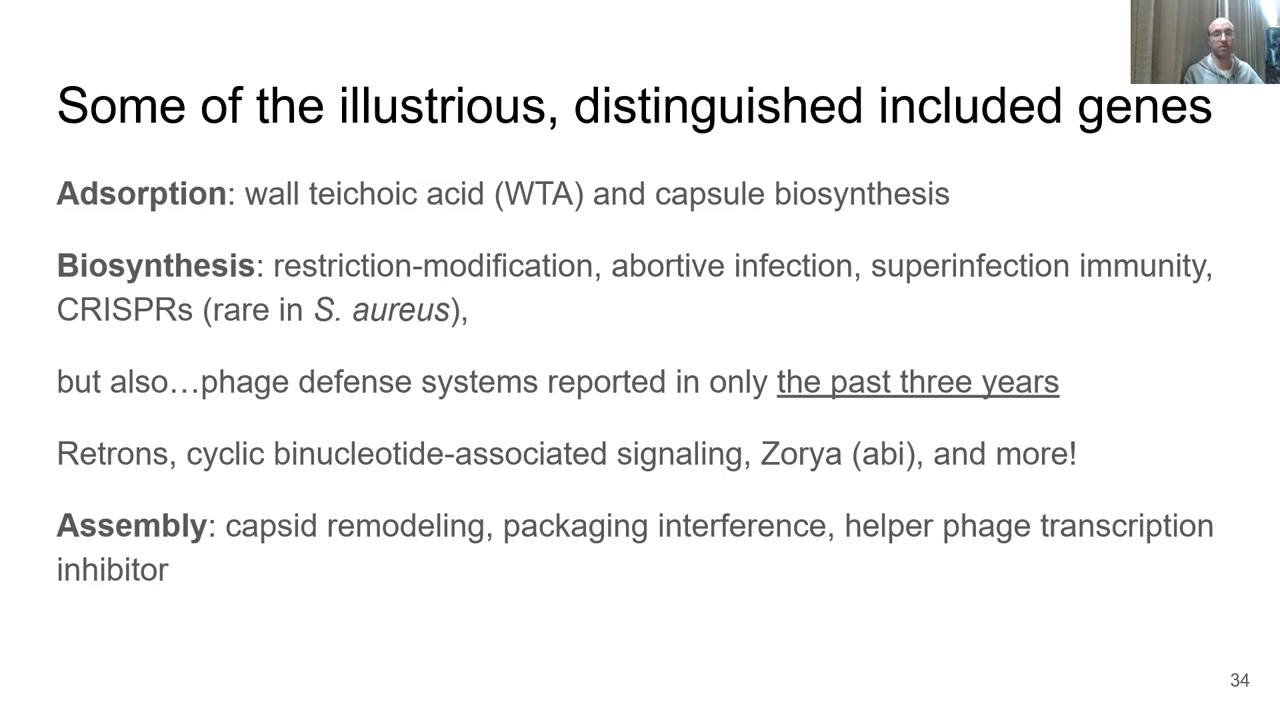 Some of the illustrious, distinguished included genes
Adsorption: wall teichoic acid (WTA) and capsule biosynthesis
Biosynthesis: restriction-modification, abortive infection, superinfection immunity,
CRISPRs (rare in S. aureus),
but also…phage defense systems reported in only the past three years
Retrons, cyclic binucleotide-associated signaling, Zorya (abi), and more!
Assembly: capsid remodeling, packaging interference, helper phage transcription
inhibitor
34